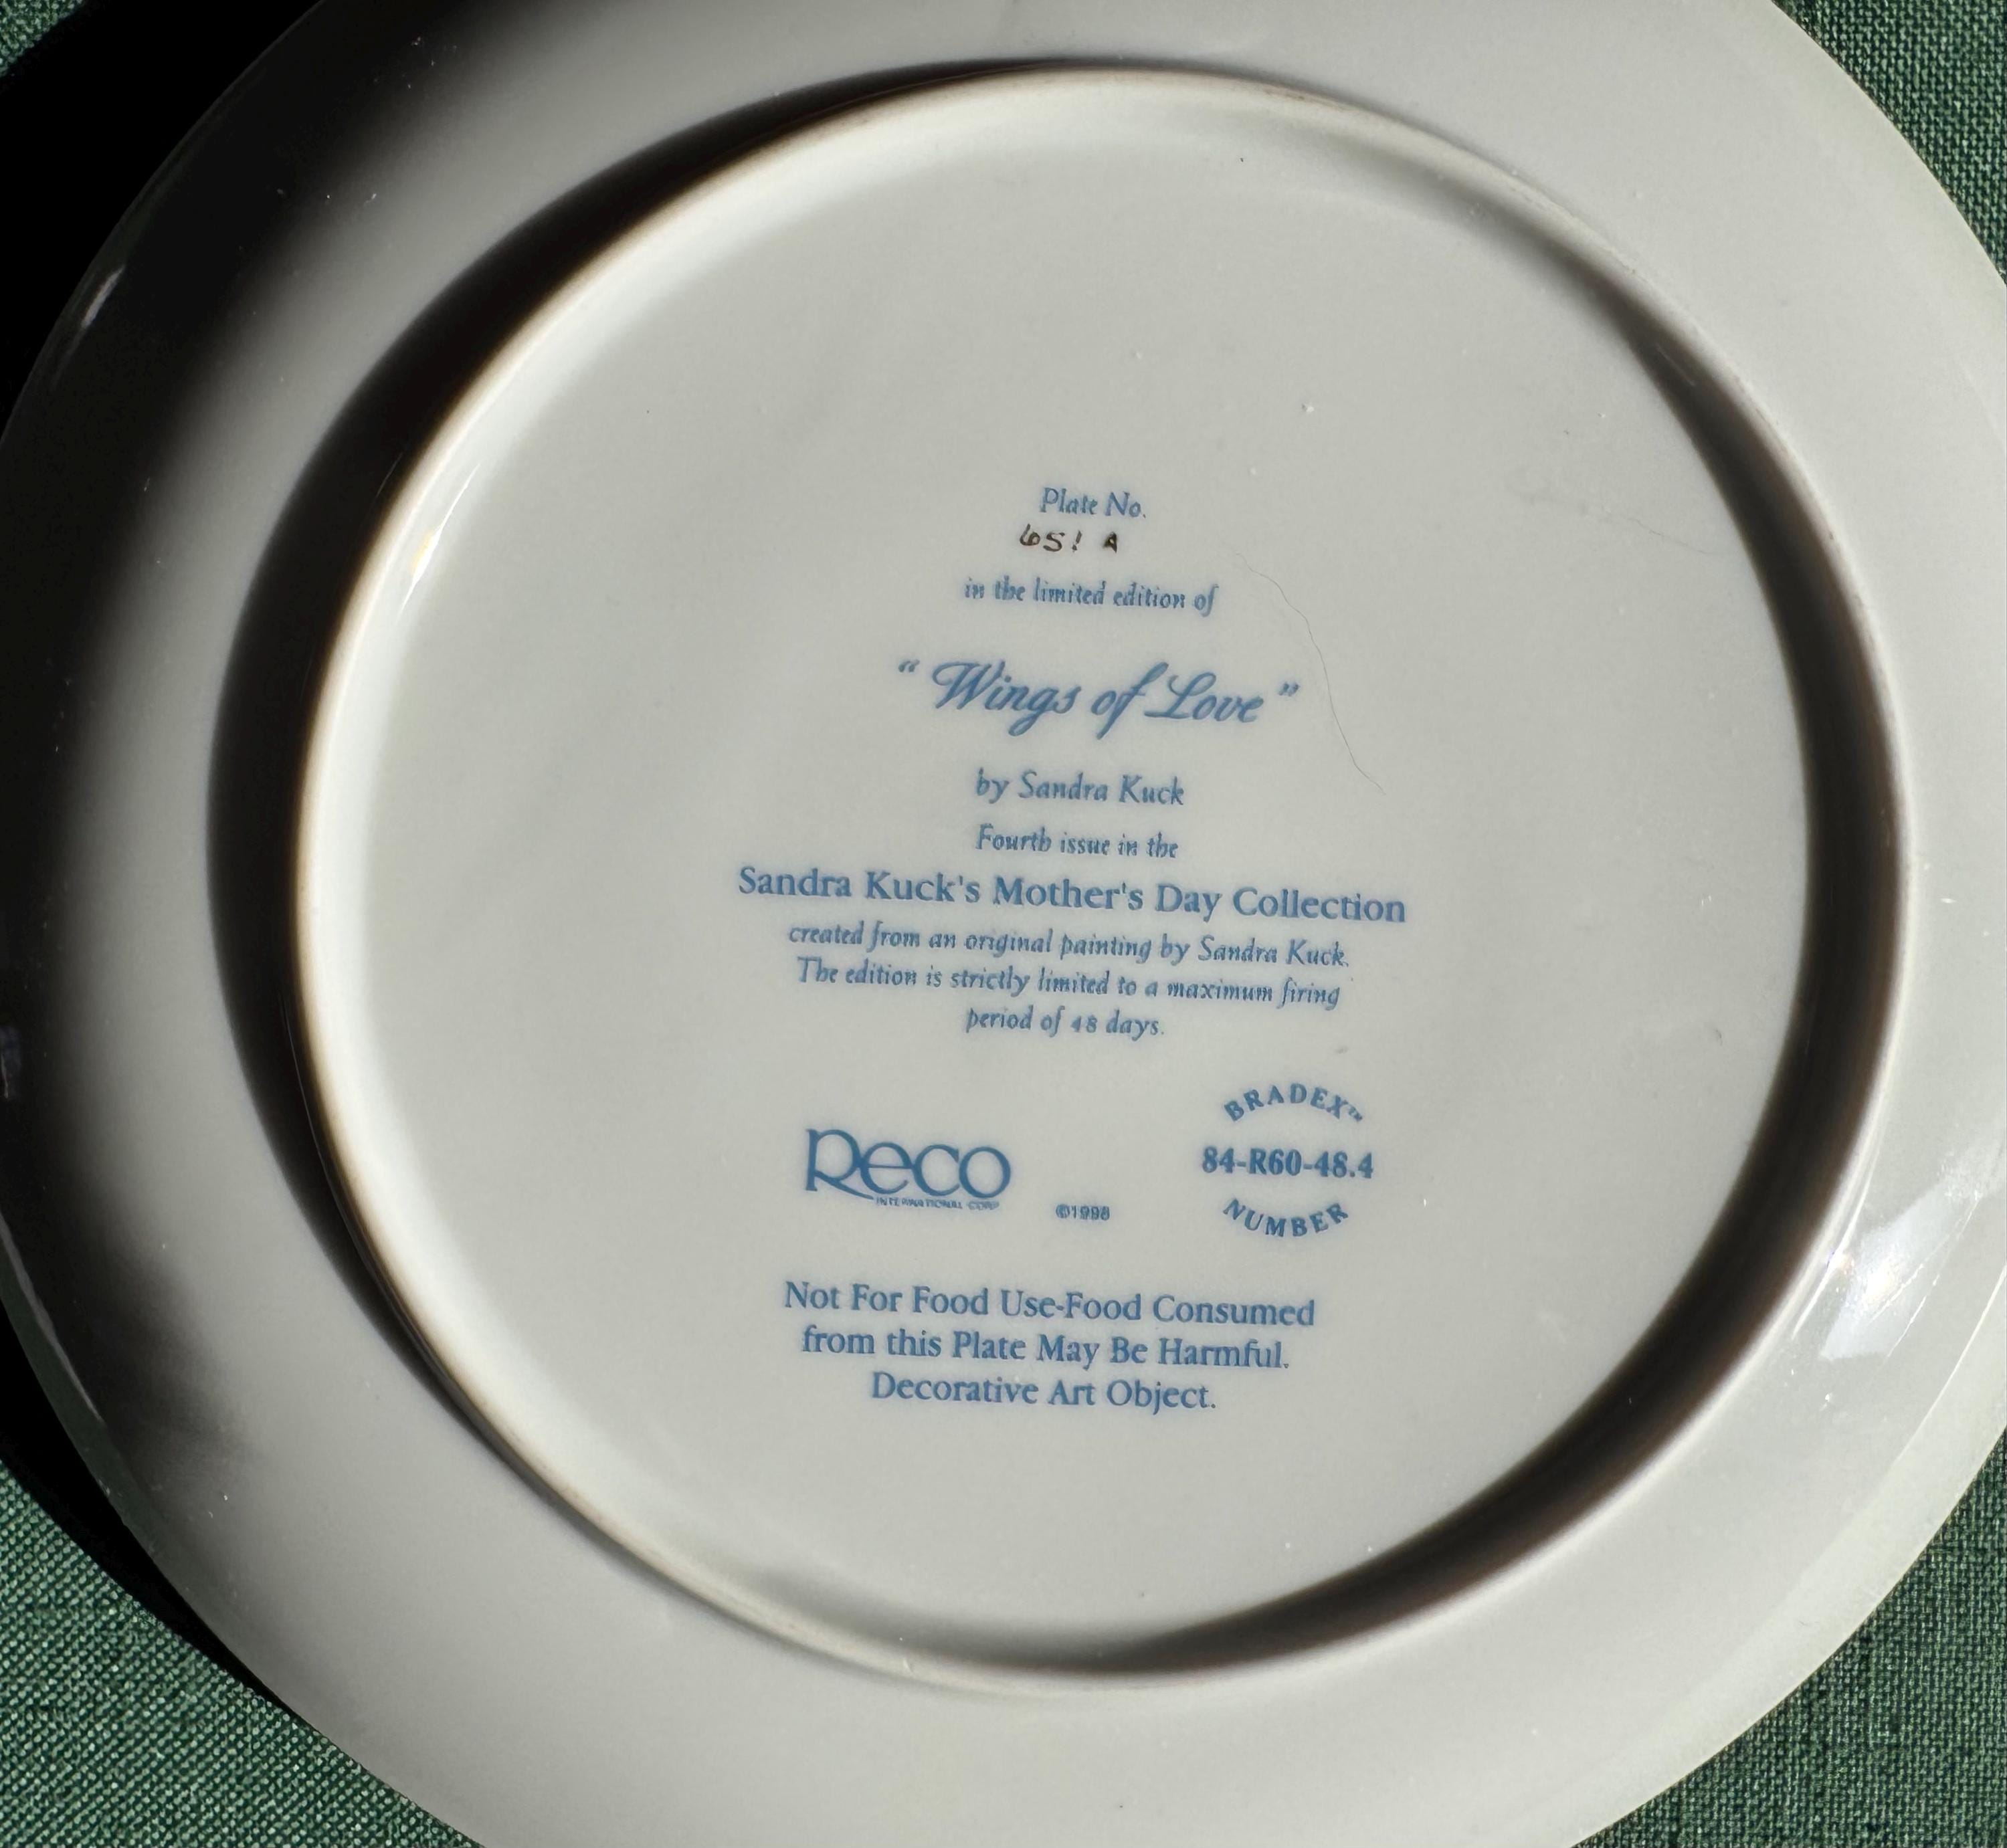 Plate No.
651 A
in the limited edition of
“Wings of Love”
by Sandra Kuck
Fourth issue in the
Sandra Kuck's Mother's Day Collection
created from an original painting by Sandra Kuck.
The edition is strictly limited to a maximum firing
period of 48 days.
Reco
INTERNATIONAL CORP.
©1998
BRADEX™
84-R60-48.4
NUMBER
Not For Food Use-Food Consumed
from this Plate May Be Harmful.
Decorative Art Object.